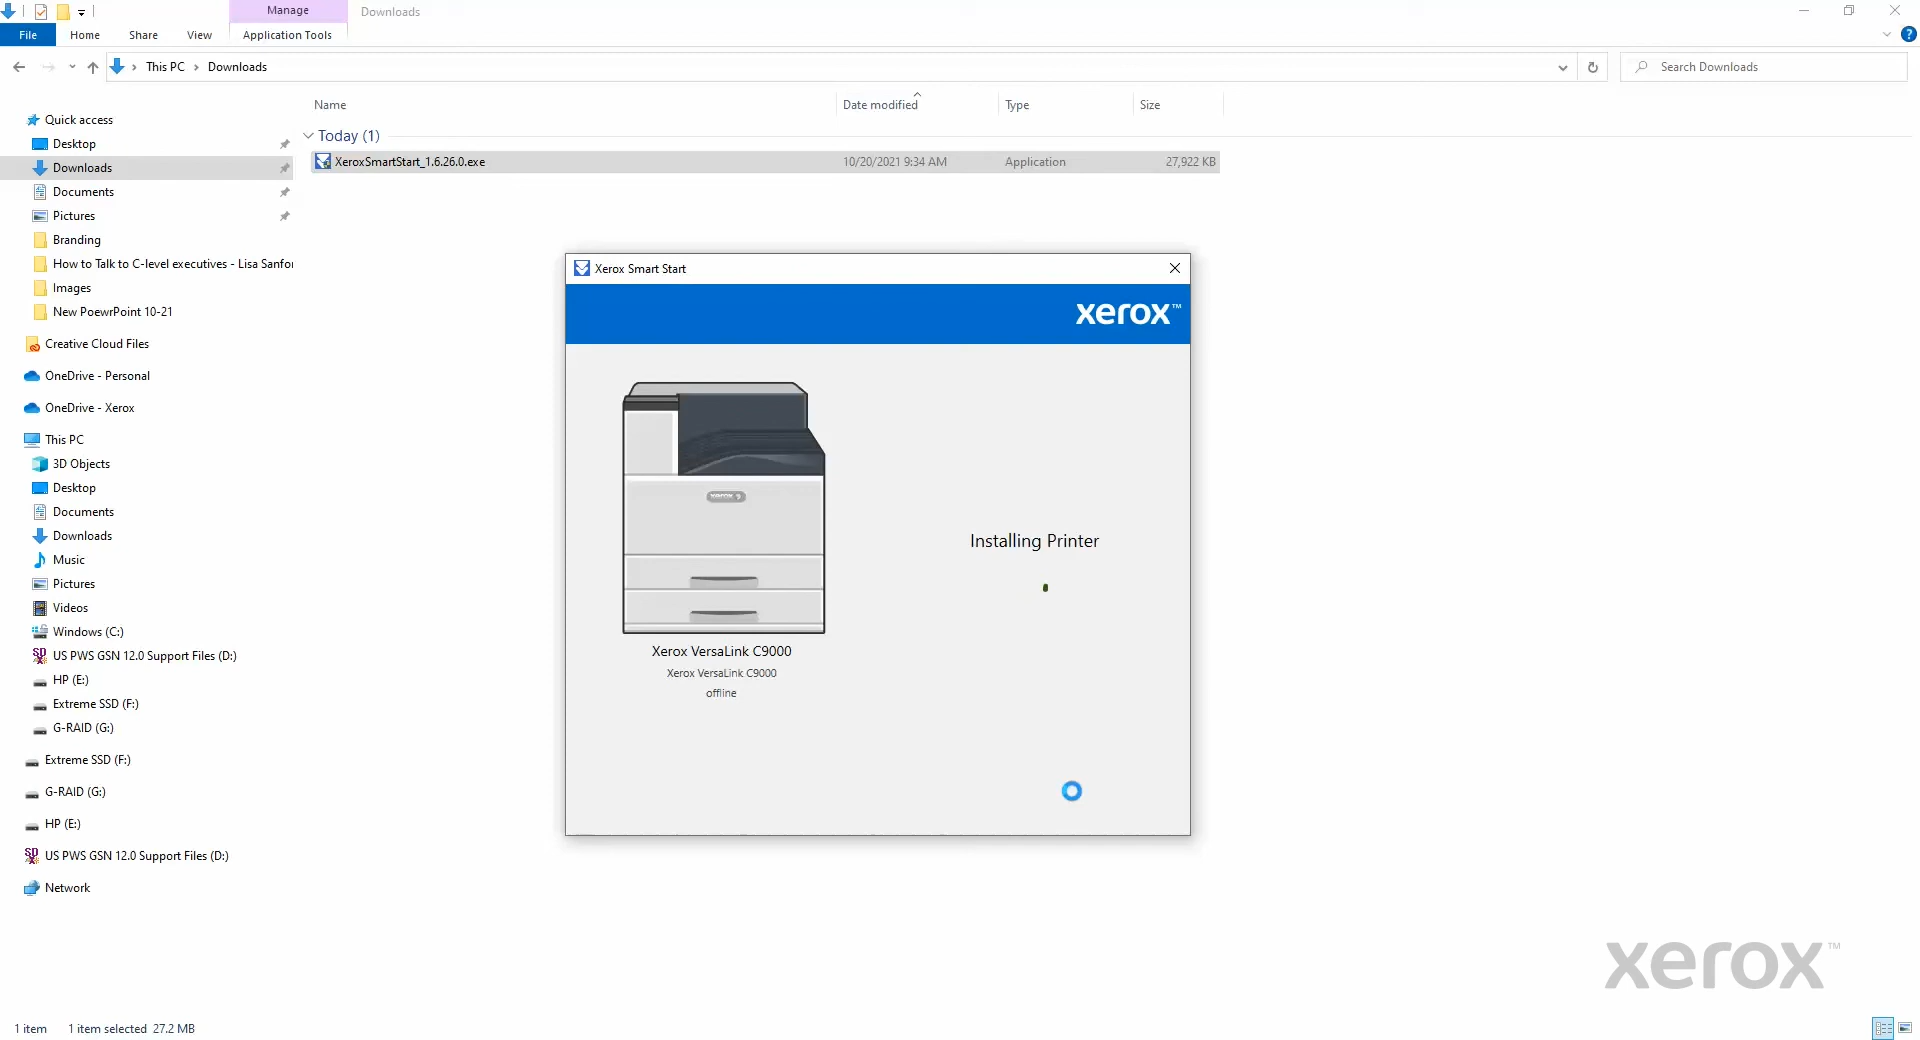 Manage
Downloads
File
Home
Share
View
Application Tools
This PC
Downloads
Search Downloads
Name
Date modified
Type
Size
Today (1)
XeroxSmartStart_1.6.26.0.exe
10/20/2021 9:34 AM
Application
27,922 KB
Quick access
Desktop
Downloads
Documents
Pictures
Branding
How to Talk to C-level executives - Lisa Sanfor
Images
New PoewrPoint 10-21
Creative Cloud Files
OneDrive - Personal
OneDrive - Xerox
This PC
3D Objects
Desktop
Documents
Downloads
Music
Pictures
Videos
Windows (C:)
US PWS GSN 12.0 Support Files (D:)
HP (E:)
Extreme SSD (F:)
G-RAID (G:)
Extreme SSD (F:)
G-RAID (G:)
HP (E:)
US PWS GSN 12.0 Support Files (D:)
Network
Xerox Smart Start
xerox™
xerox
Installing Printer
Xerox VersaLink C9000
Xerox VersaLink C9000
offline
xerox™
1 item
1 item selected 27.2 MB